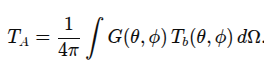 T_A = \frac{1}{4\pi} \int G(\theta, \phi) T_b(\theta, \phi) d\Omega.